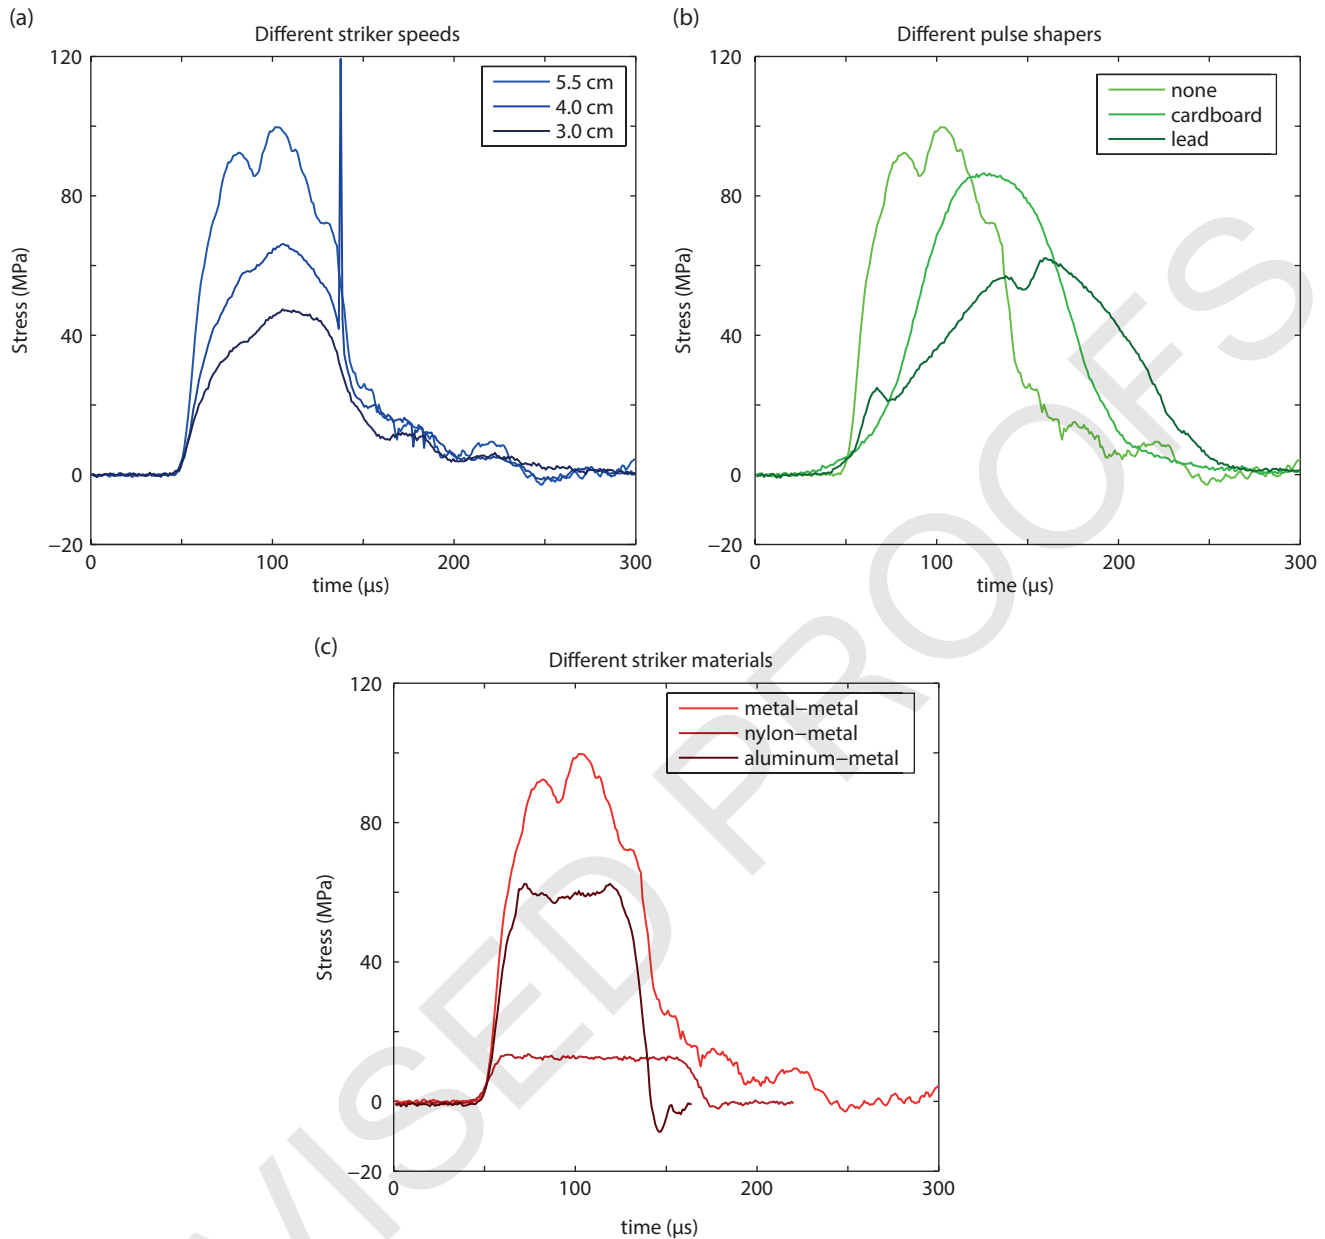 (a)
Different striker speeds
120
80
40
0
−20
Stress (MPa)
5.5 cm
4.0 cm
3.0 cm
0
100
200
300
time (µs)
(b)
Different pulse shapers
120
80
40
0
−20
Stress (MPa)
none
cardboard
lead
0
100
200
300
time (µs)
(c)
Different striker materials
120
80
40
0
−20
Stress (MPa)
metal−metal
nylon−metal
aluminum−metal
0
100
200
300
time (µs)
VISED PROOFS